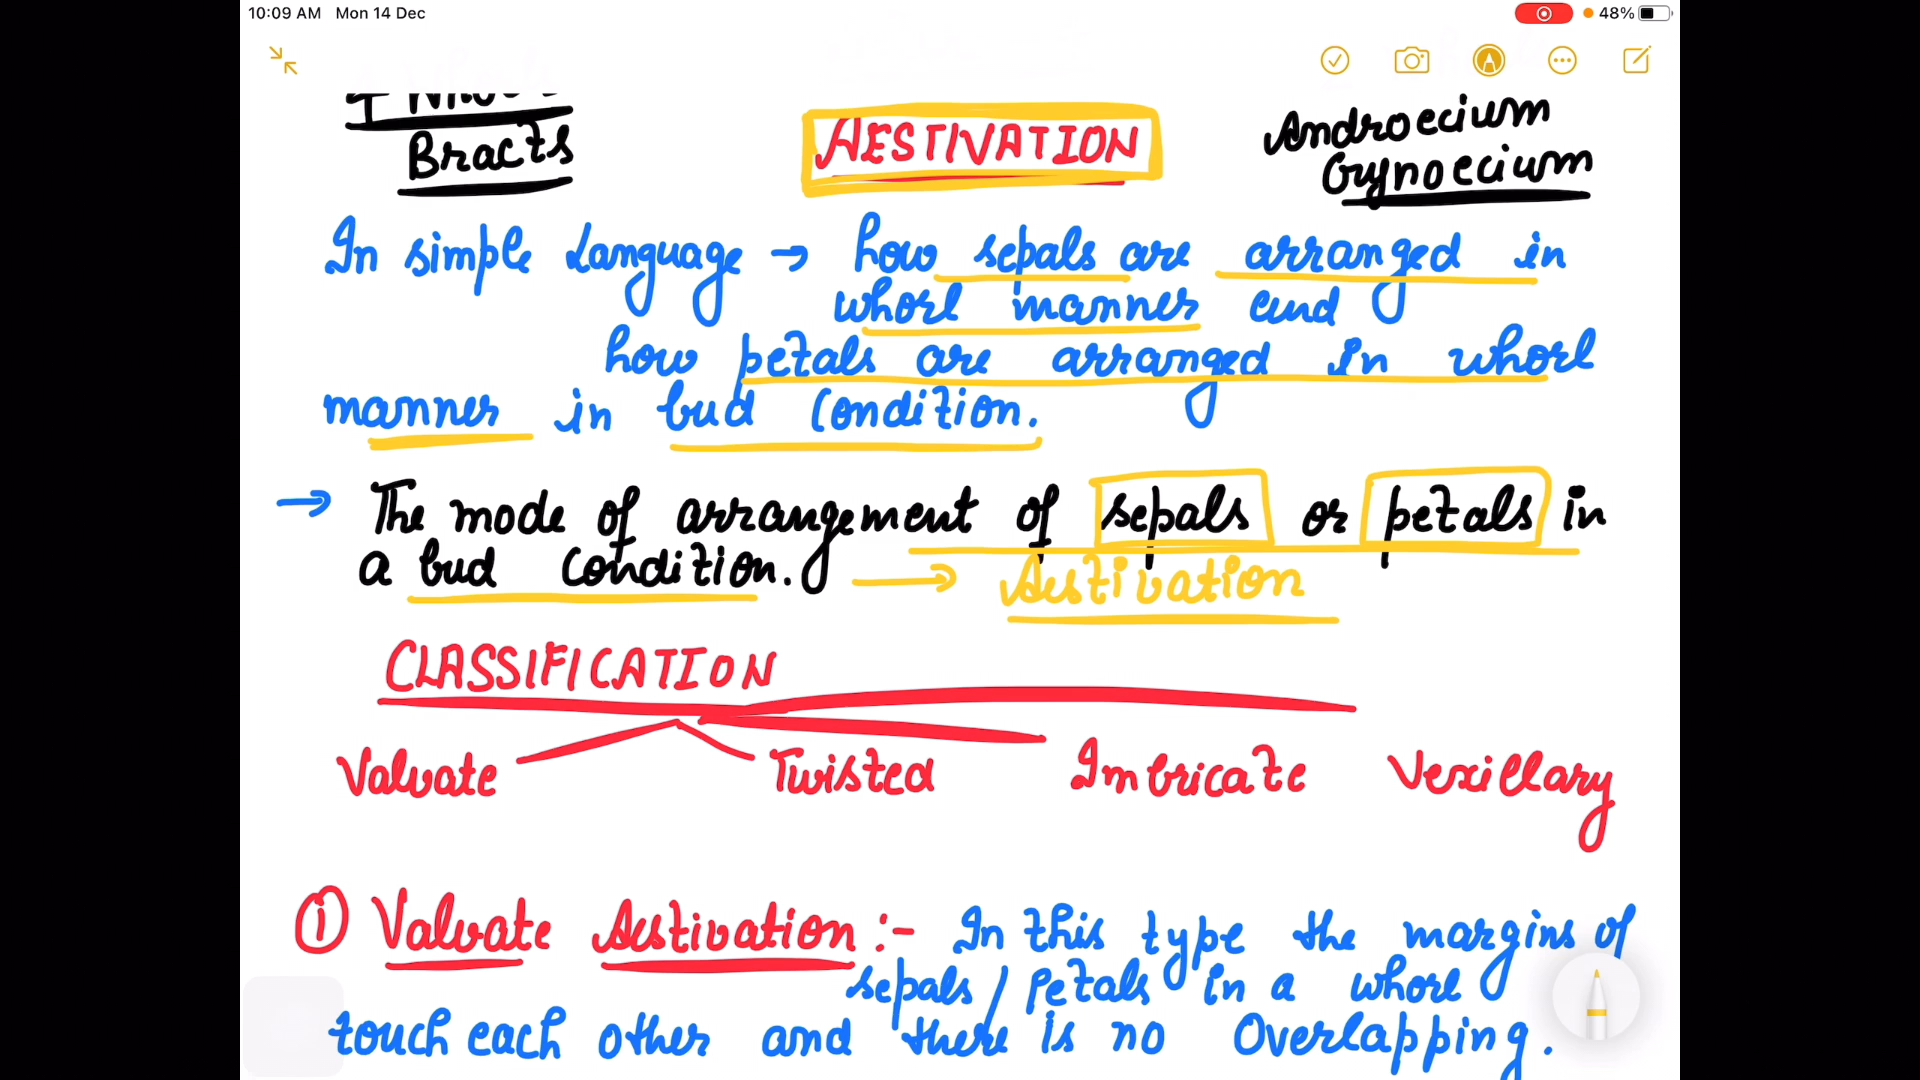 10:09 AM Mon 14 Dec
48%
Bracts
AESTIVATION
Androecium
Gynoecium
In simple language → how sepals are arranged in
whorl manner and
how petals are arranged in whorl
manner in bud condition.
→ The mode of arrangement of sepals or petals in
a bud condition. → Aestivation
CLASSIFICATION
Valvate Twisted Imbricate Vexillary
① Valvate Aestivation :- In this type the margins of
sepals / Petals in a whorl
touch each other and there is no Overlapping.